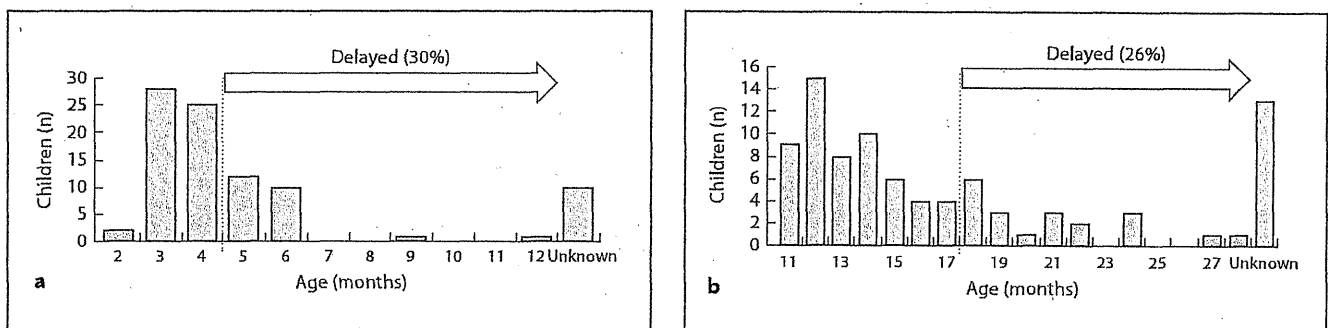 Delayed (30%)
30
25
20
15
10
5
0
Children (n)
2 3 4 5 6 7 8 9 10 11 12 Unknown
Age (months)
a
Delayed (26%)
16
14
12
10
8
6
4
2
0
Children (n)
11 13 15 17 19 21 23 25 27 Unknown
Age (months)
b